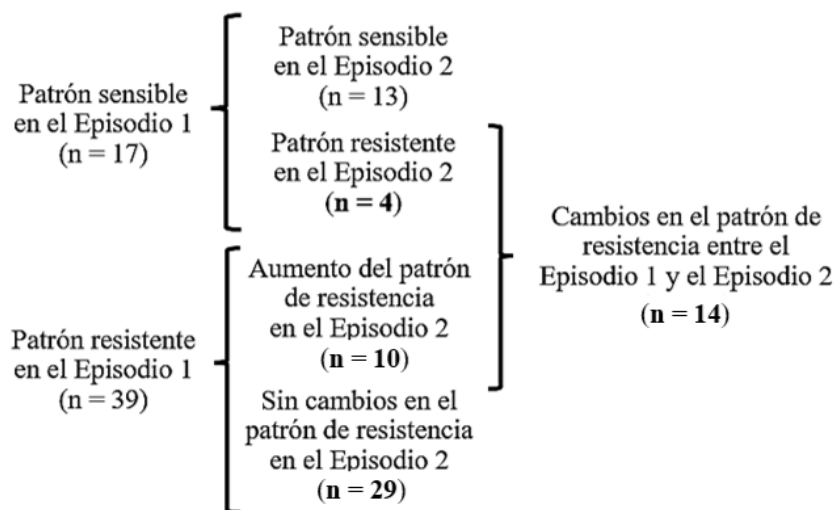 Patrón sensible
en el Episodio 1
(n = 17)
Patrón sensible
en el Episodio 2
(n = 13)
Patrón resistente
en el Episodio 2
(n = 4)
Patrón resistente
en el Episodio 1
(n = 39)
Aumento del patrón
de resistencia
en el Episodio 2
(n = 10)
Sin cambios en el
patrón de resistencia
en el Episodio 2
(n = 29)
Cambios en el patrón de
resistencia entre el
Episodio 1 y el Episodio 2
(n = 14)